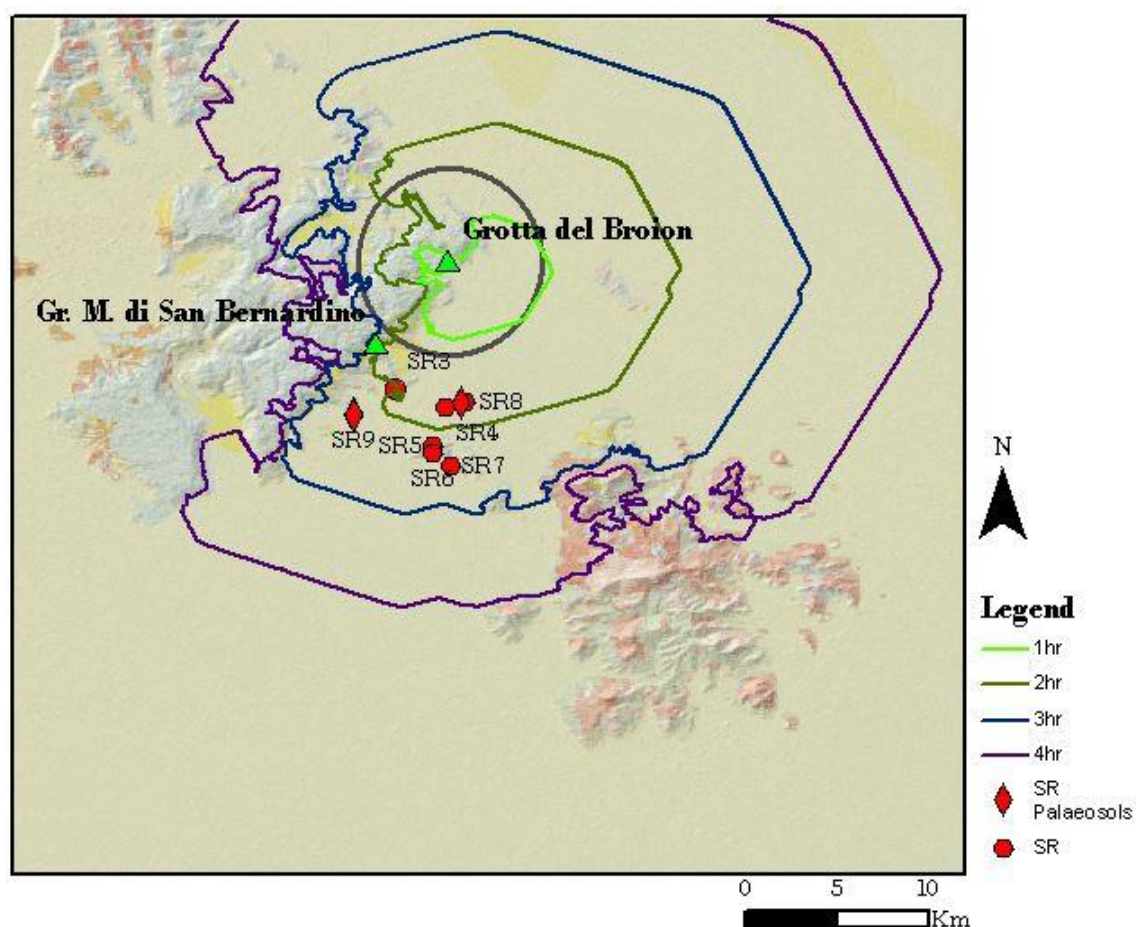 Grotta del Broion
Gr. M. di San Bernardino
SR3
SR8
SR4
SR9
SR5
SR6
SR7
N
Legend
1hr
2hr
3hr
4hr
SR
Palaeosols
SR
0 5 10
Km